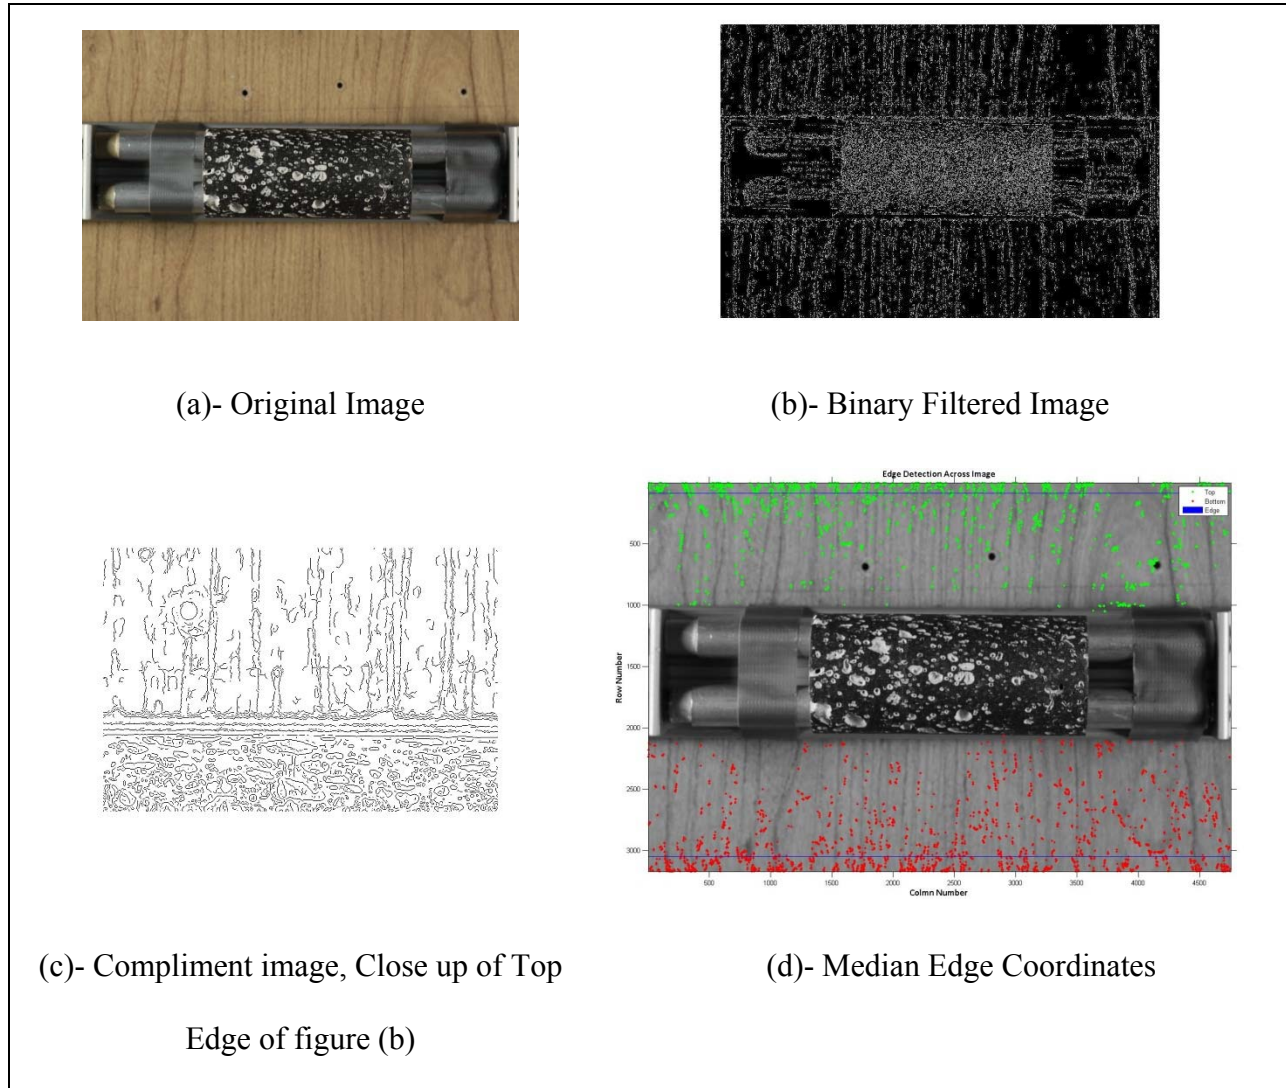 (a)- Original Image
(b)- Binary Filtered Image
Edge Detection Across Image
Top
Bottom
Edge
500
1000
1500
2000
2500
3000
Row Number
500
1000
1500
2000
2500
3000
3500
4000
4500
Colmn Number
(c)- Compliment image, Close up of Top
Edge of figure (b)
(d)- Median Edge Coordinates